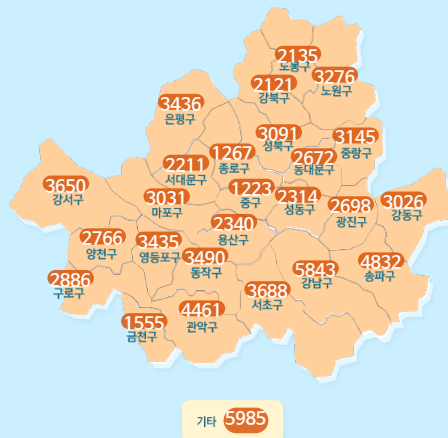 2135
도봉구
2121
강북구
3276
노원구
3436
은평구
3091
성북구
3145
중랑구
1267
종로구
2672
동대문구
2211
서대문구
3650
강서구
3031
마포구
1223
중구
2314
성동구
2698
광진구
3026
강동구
2340
용산구
2766
양천구
3435
영등포구
3490
동작구
4832
송파구
5843
강남구
2886
구로구
3688
서초구
4461
관악구
1555
금천구
기타 5985